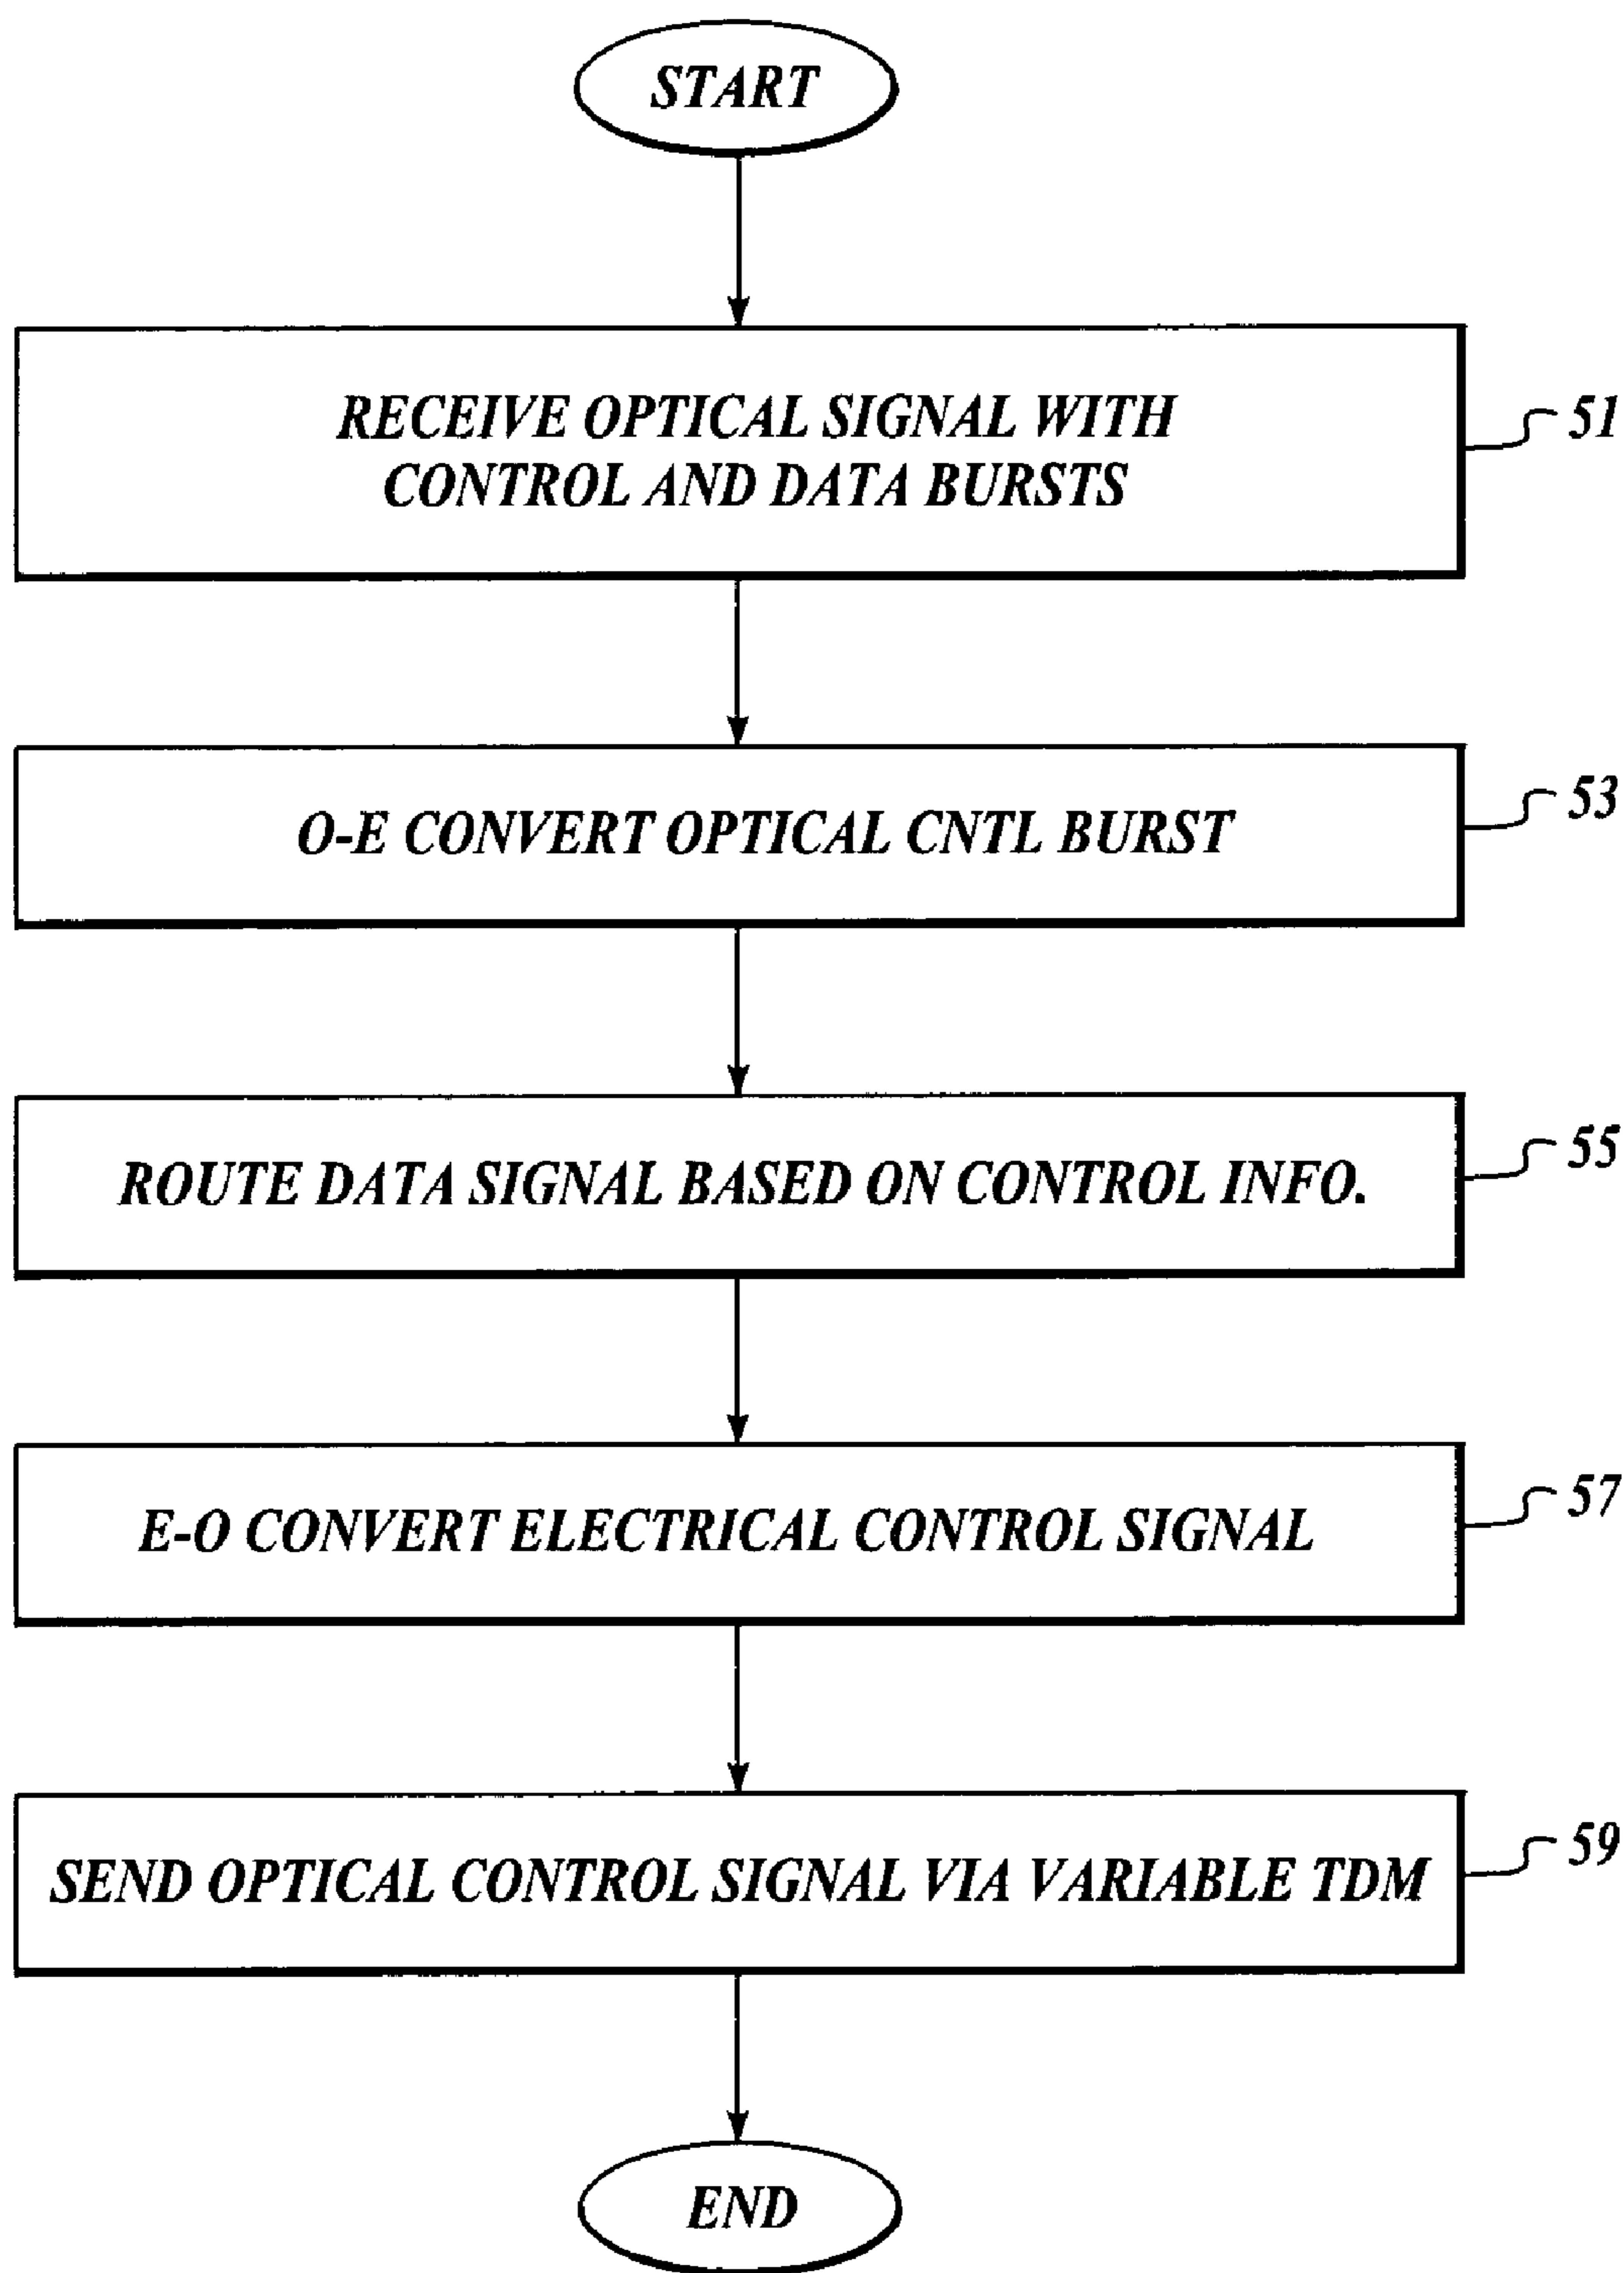 START
RECEIVE OPTICAL SIGNAL WITH
CONTROL AND DATA BURSTS
51
O-E CONVERT OPTICAL CNTL BURST
53
ROUTE DATA SIGNAL BASED ON CONTROL INFO.
55
E-O CONVERT ELECTRICAL CONTROL SIGNAL
57
SEND OPTICAL CONTROL SIGNAL VIA VARIABLE TDM
59
END